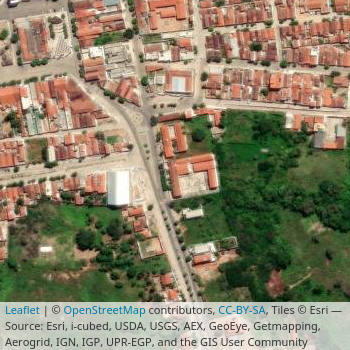 Leaflet | © OpenStreetMap contributors, CC-BY-SA, Tiles © Esri —
Source: Esri, i-cubed, USDA, USGS, AEX, GeoEye, Getmapping,
Aerogrid, IGN, IGP, UPR-EGP, and the GIS User Community